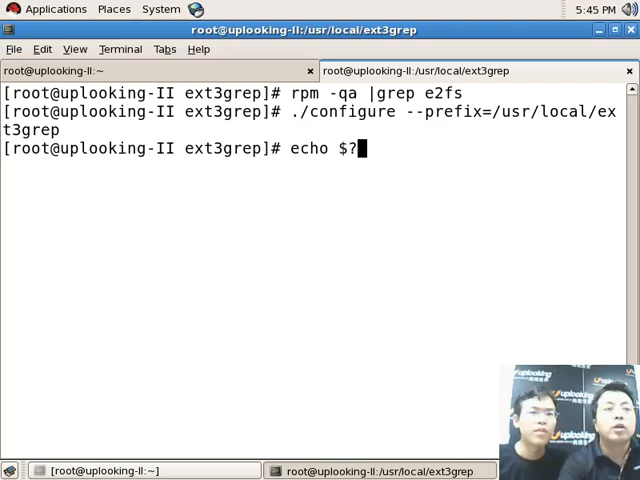 Applications Places System 5:45 PM
root@uplooking-II:/usr/local/ext3grep
File Edit View Terminal Tabs Help
root@uplooking-II:~ root@uplooking-II:/usr/local/ext3grep
[root@uplooking-II ext3grep]# rpm -qa |grep e2fs
[root@uplooking-II ext3grep]# ./configure --prefix=/usr/local/ex
t3grep
[root@uplooking-II ext3grep]# echo $?
uplooking
uplooking
[root@uplooking-II:~] root@uplooking-II:/usr/local/ext3grep